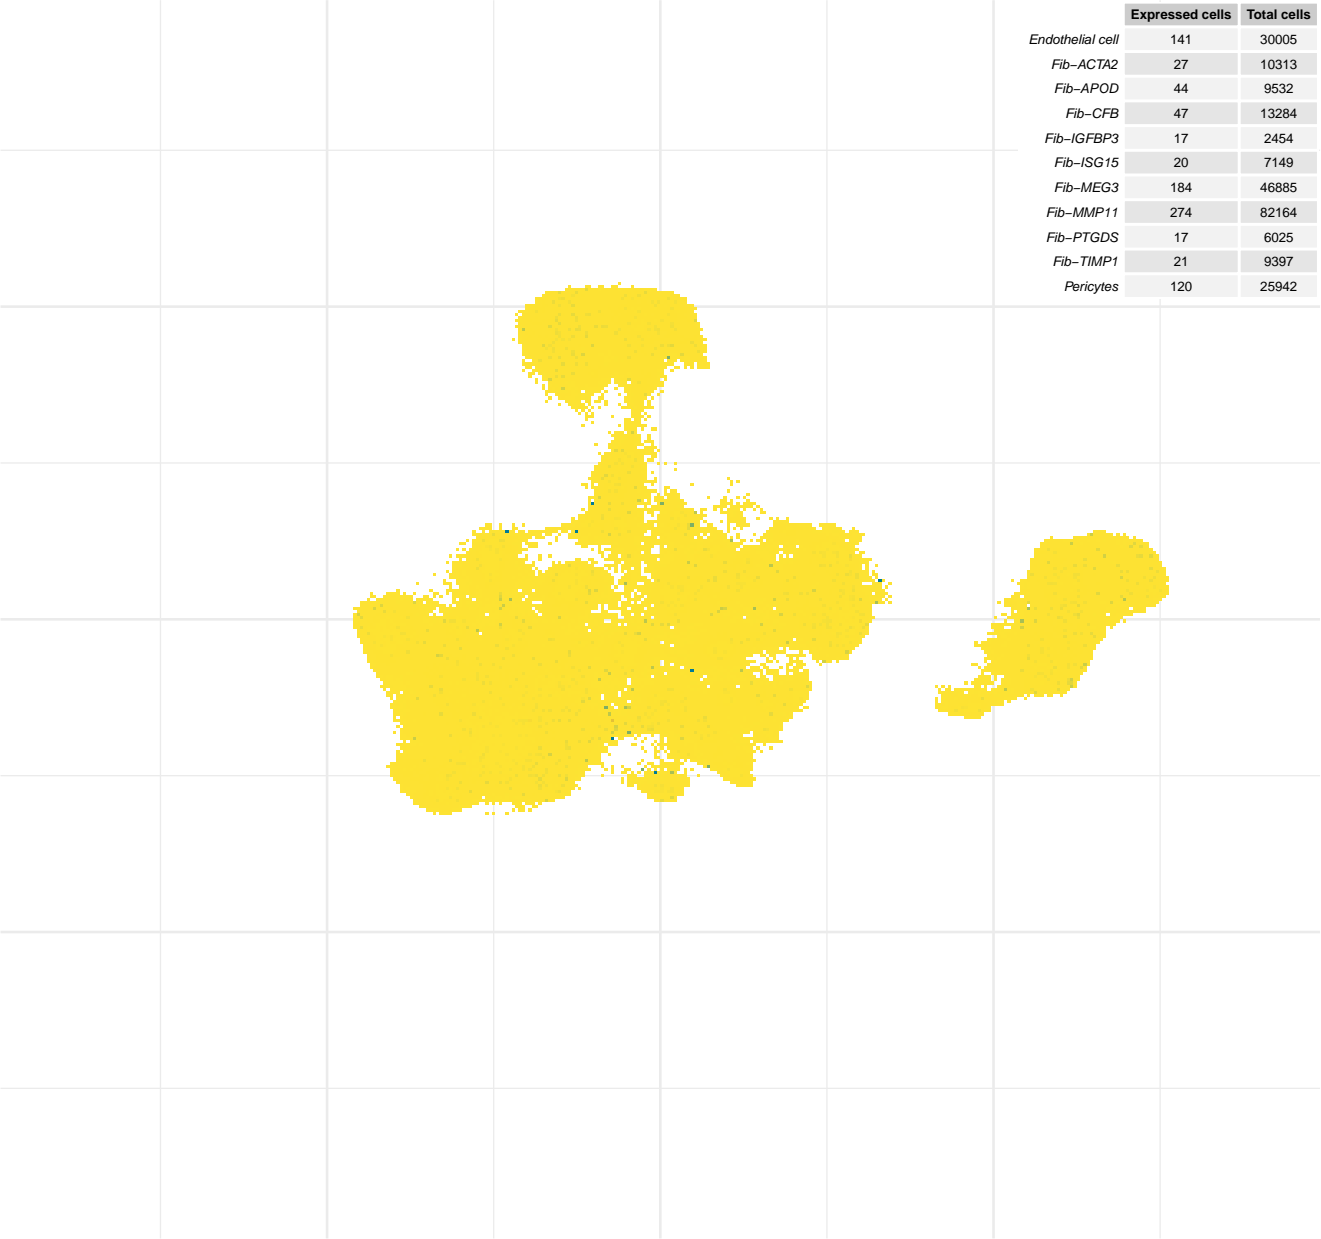 Expressed cells Total cells
Endothelial cell 141 30005
Fib−ACTA2 27 10313
Fib−APOD 44 9532
Fib−CFB 47 13284
Fib−IGFBP3 17 2454
Fib−ISG15 20 7149
Fib−MEG3 184 46885
Fib−MMP11 274 82164
Fib−PTGDS 17 6025
Fib−TIMP1 21 9397
Pericytes 120 25942